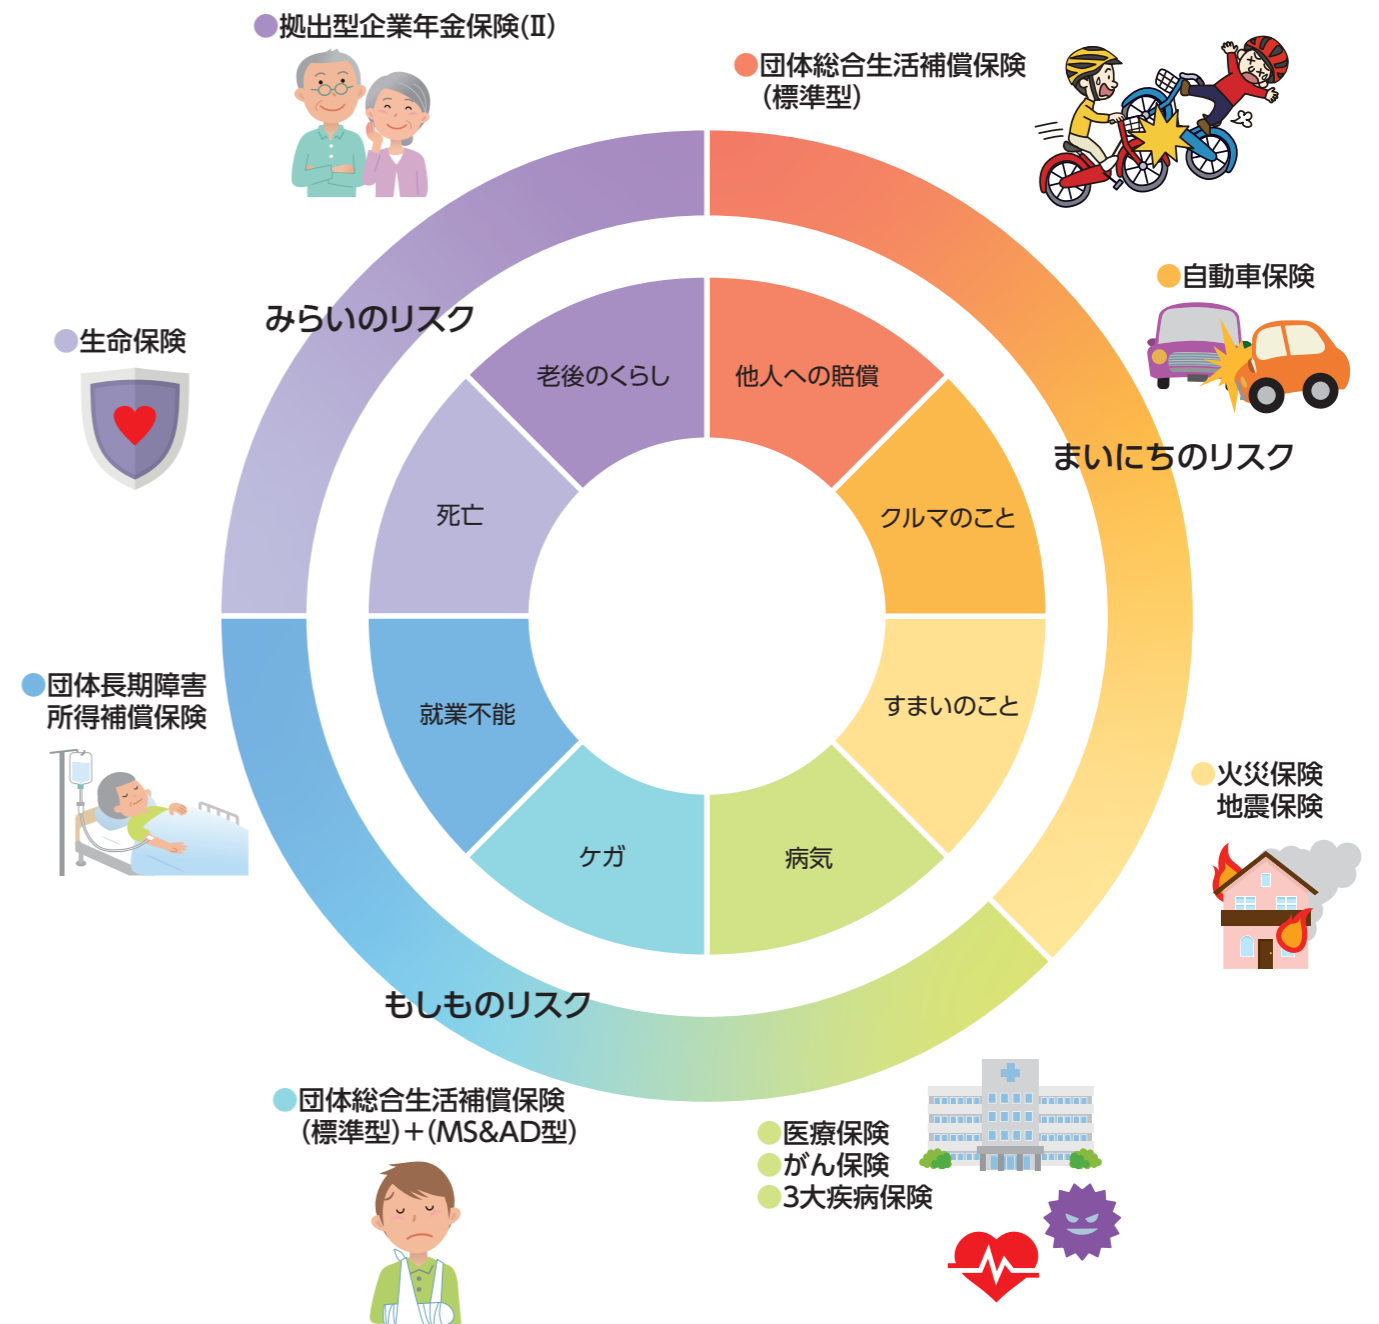 ●拠出型企業年金保険(Ⅱ)
●団体総合生活補償保険
(標準型)
●自動車保険
●生命保険
みらいのリスク
まいにちのリスク
老後のくらし
他人への賠償
死亡
クルマのこと
就業不能
すまいのこと
ケガ
病気
●団体長期障害
所得補償保険
●火災保険
地震保険
もしものリスク
●団体総合生活補償保険
(標準型)+(MS&AD型)
●医療保険
●がん保険
●3大疾病保険